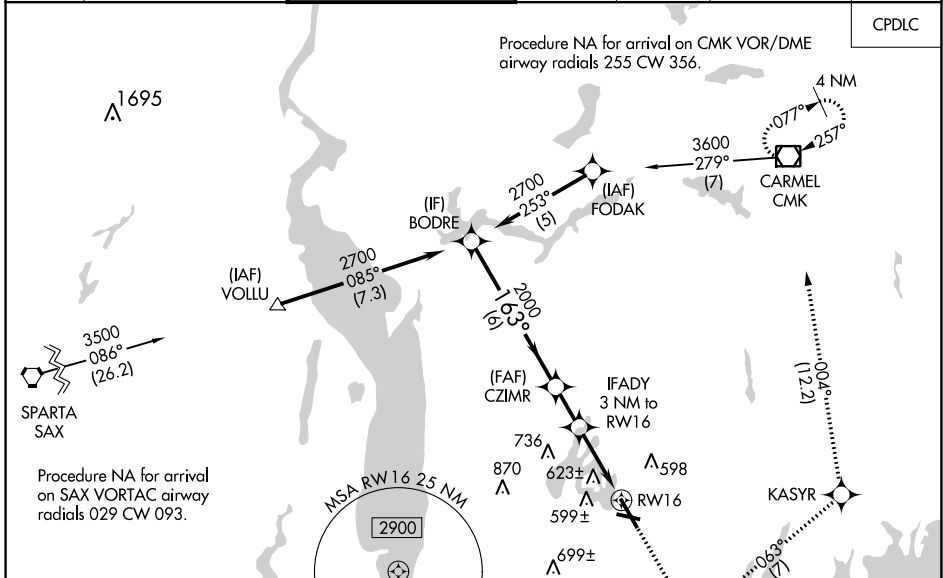 CPDLC
Procedure NA for arrival on CMK VOR/DME
airway radials 255 CW 356.
1695
4 NM
077°
257°
3600
279°
(7)
CARMEL
CMK
2700
253°
(5)
(IAF)
FODAK
(IF)
BODRE
2700
085°
(7.3)
(IAF)
VOLLU
2000
163°
(6)
3500
086°
(26.2)
SPARTA
SAX
(FAF)
CZIMR
IFADY
3 NM to
RW16
004°
(12.2)
736
870
623±
598
599±
RW16
KASYR
Procedure NA for arrival
on SAX VORTAC airway
radials 029 CW 093.
MSA RW16 25 NM
2900
699±
063°
(7)